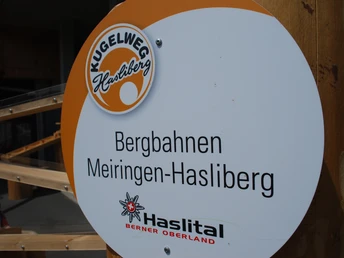 KUGELWEG
Hasliberg
Bergbahnen
Meiringen-Hasliberg
Haslital
BERNER OBERLAND